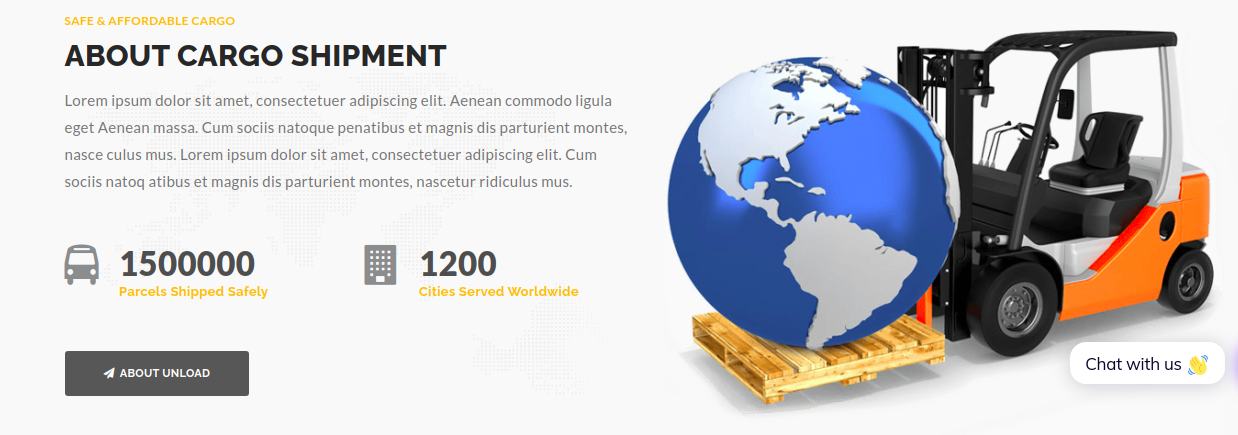 SAFE & AFFORDABLE CARGO
ABOUT CARGO SHIPMENT
Lorem ipsum dolor sit amet, consectetuer adipiscing elit. Aenean commodo ligula
eget Aenean massa. Cum sociis natoque penatibus et magnis dis parturient montes,
nasce culus mus. Lorem ipsum dolor sit amet, consectetuer adipiscing elit. Cum
sociis natoq atibus et magnis dis parturient montes, nascetur ridiculus mus.
1500000
Parcels Shipped Safely
1200
Cities Served Worldwide
ABOUT UNLOAD
Chat with us 👋